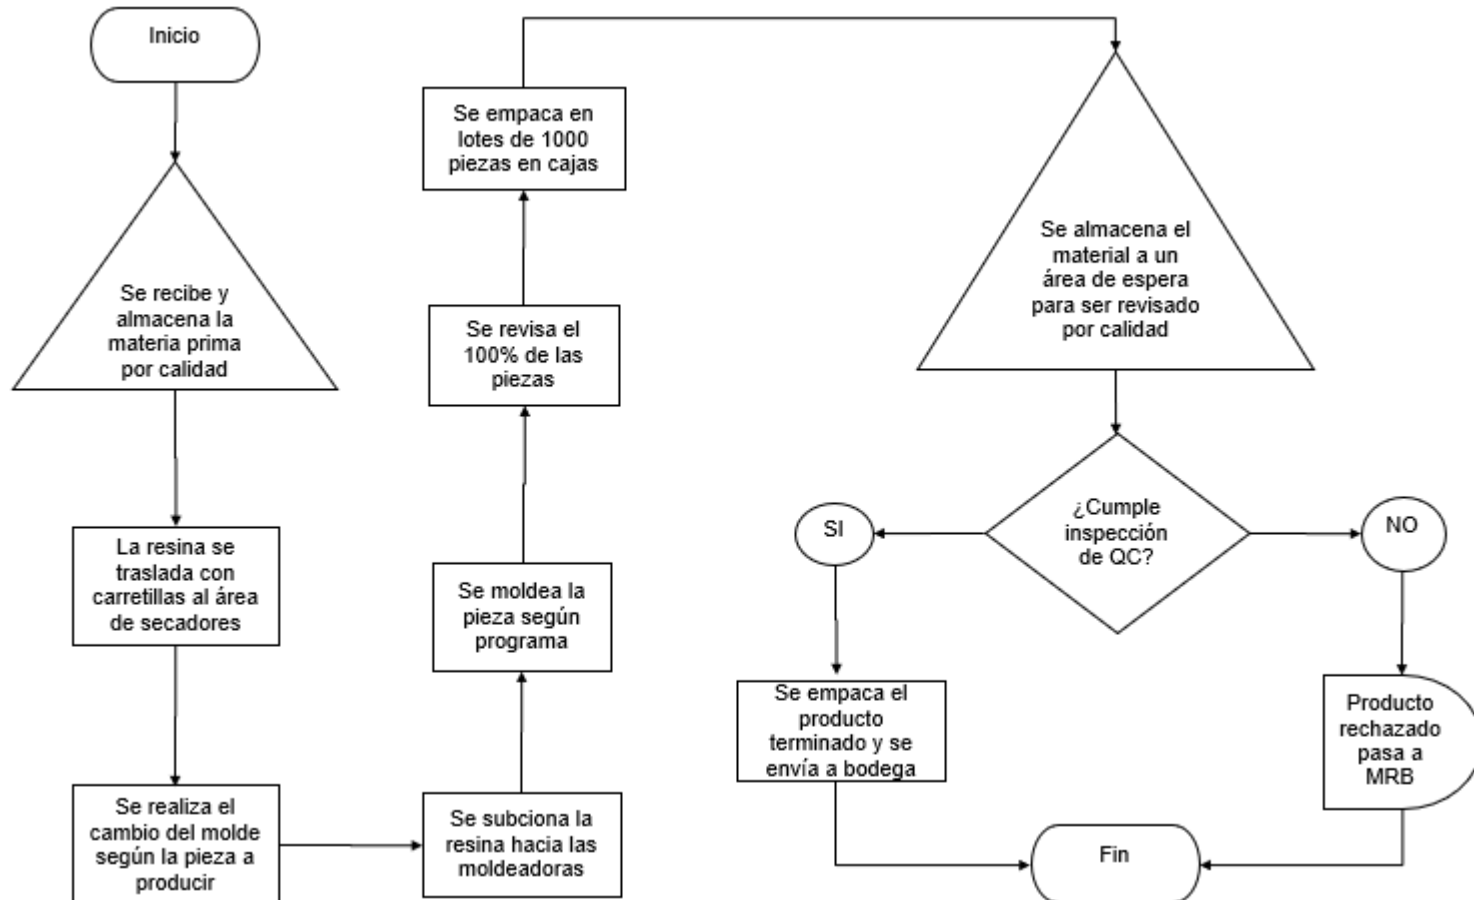 Inicio
Se recibe y
almacena la
materia prima
por calidad
La resina se
traslada con
carretillas al área
de secadores
Se realiza el
cambio del molde
según la pieza a
producir
Se subciona la
resina hacia las
moldeadoras
Se moldea la
pieza según
programa
Se revisa el
100% de las
piezas
Se empaca en
lotes de 1000
piezas en cajas
Se almacena el
material a un
área de espera
para ser revisado
por calidad
¿Cumple
inspección
de QC?
SI
NO
Se empaca el
producto
terminado y se
envía a bodega
Producto
rechazado
pasa a
MRB
Fin